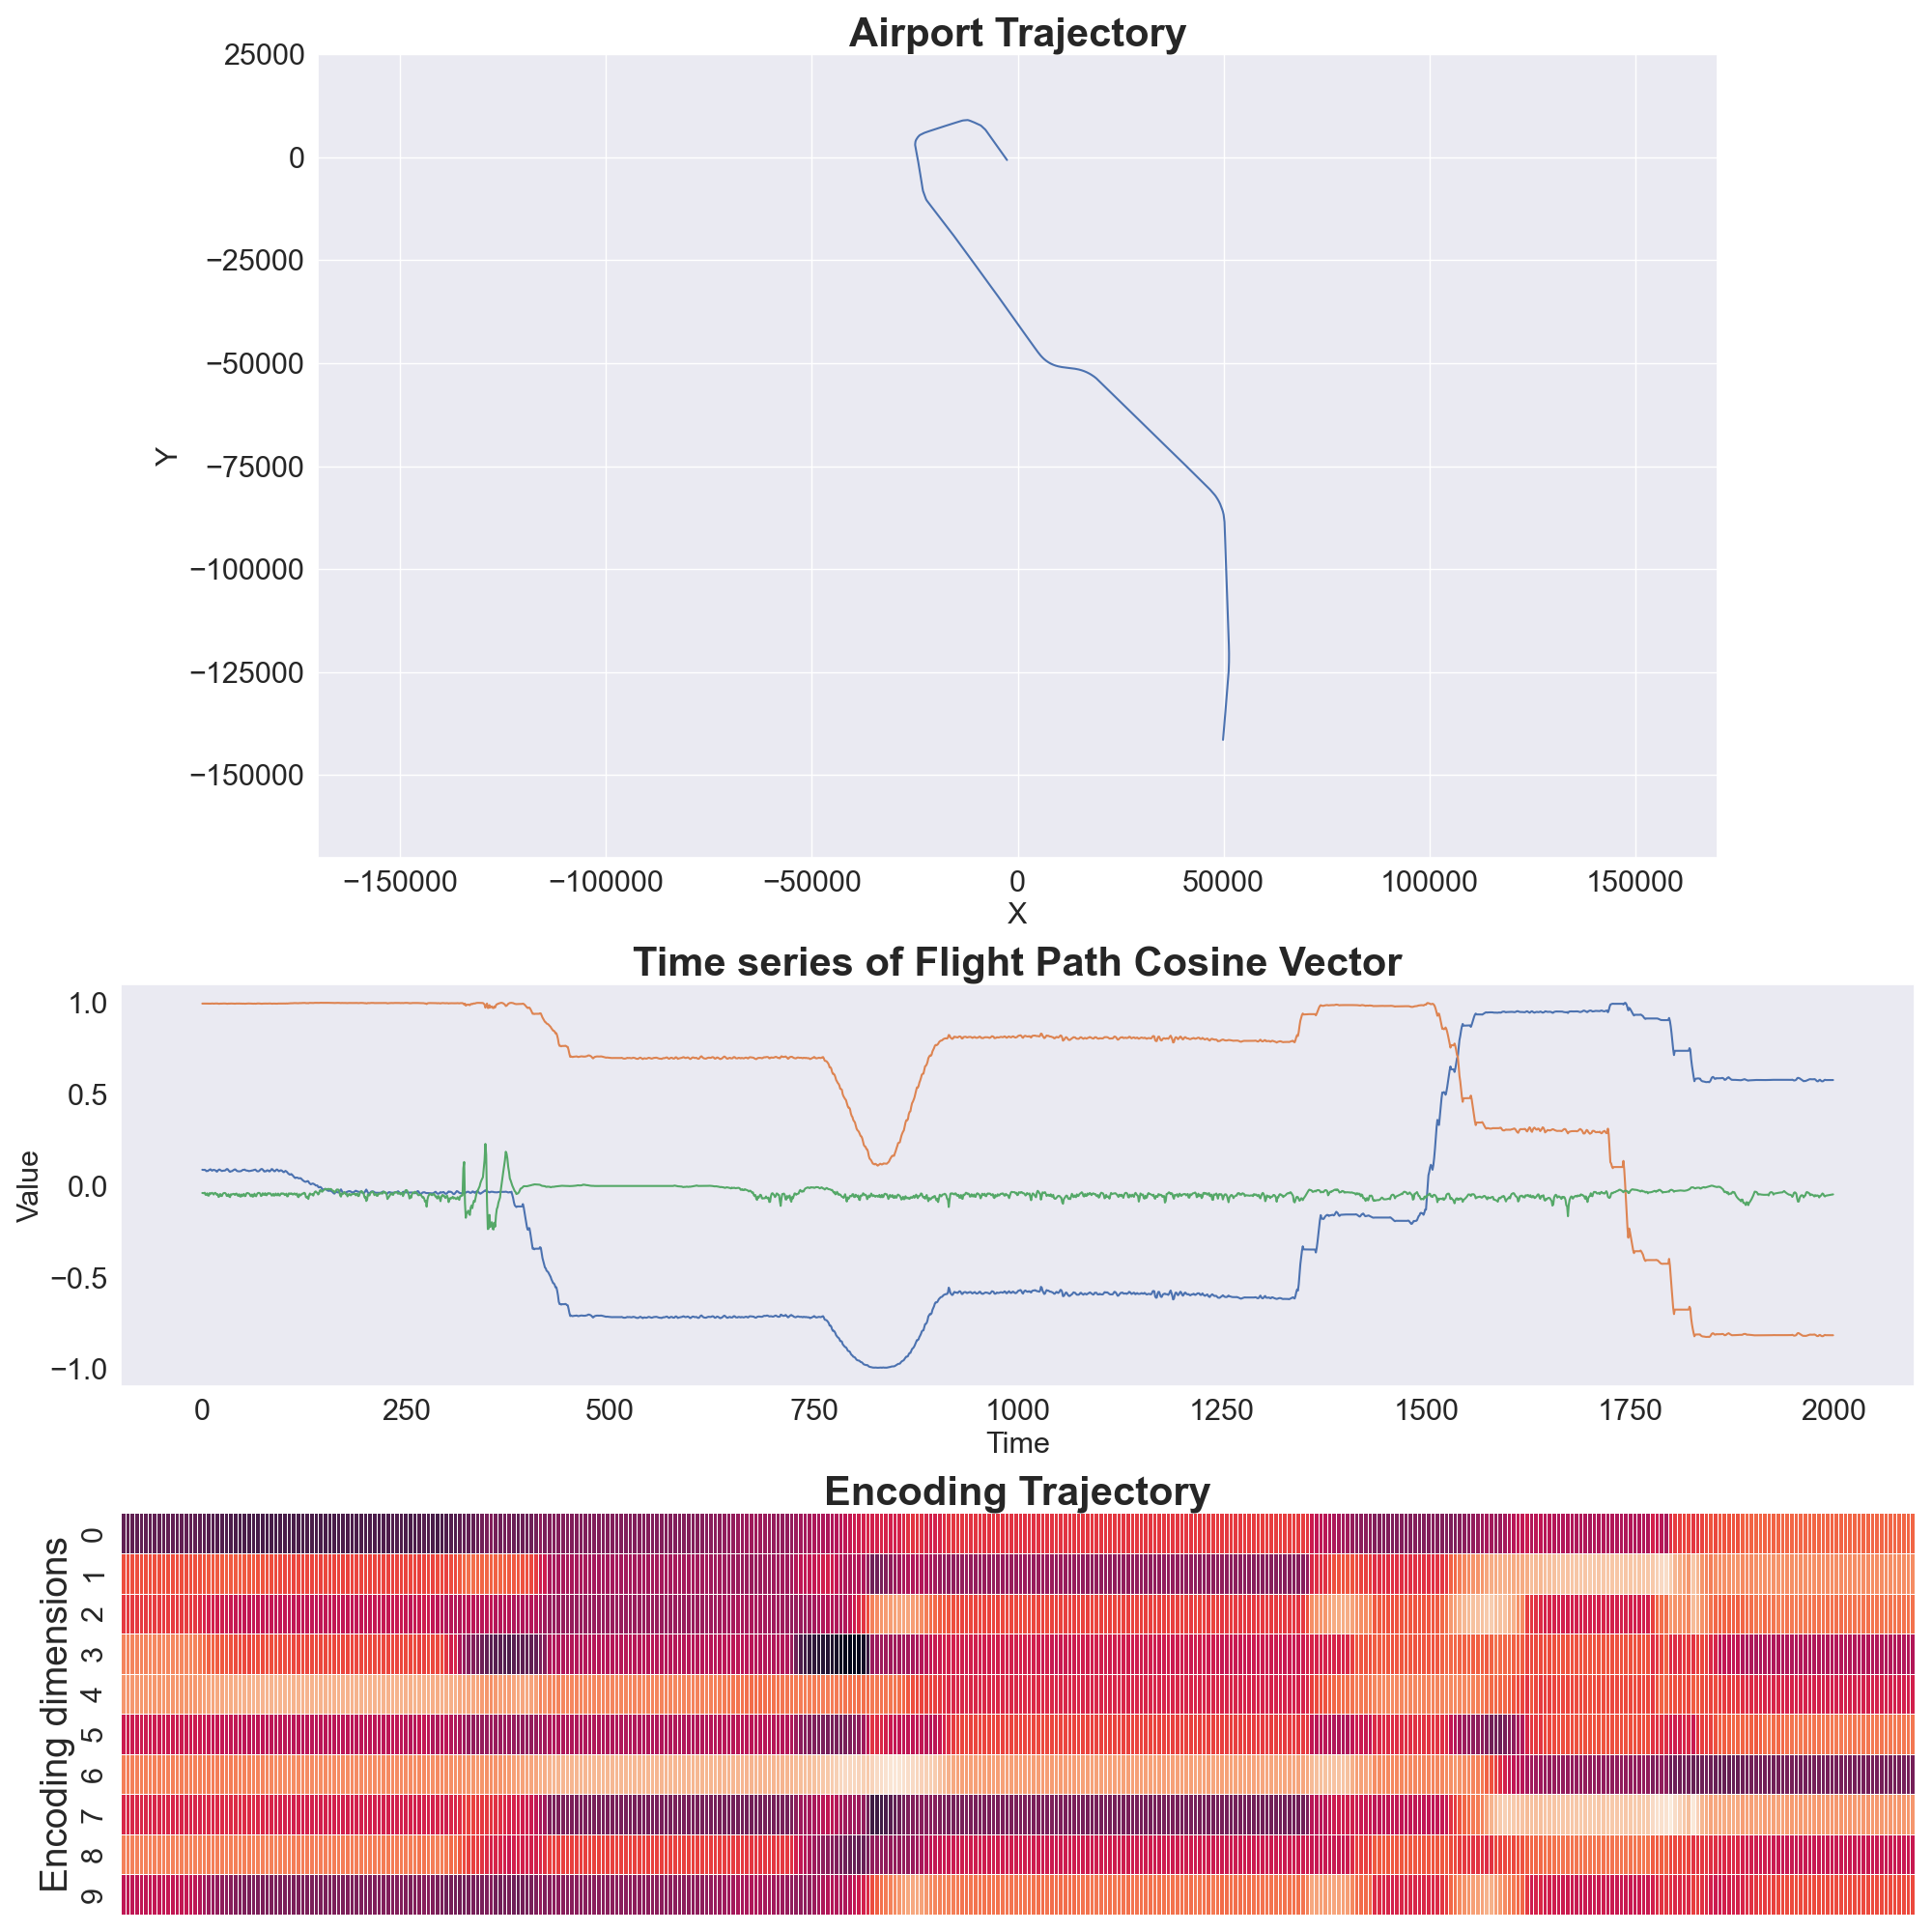 Airport Trajectory
25000
0
−25000
−50000
−75000
−100000
−125000
−150000
Y
−150000 −100000 −50000 0 50000 100000 150000
X
Time series of Flight Path Cosine Vector
1.0
0.5
0.0
−0.5
−1.0
Value
0 250 500 750 1000 1250 1500 1750 2000
Time
Encoding Trajectory
Encoding dimensions
0
1
2
3
4
5
6
7
8
9